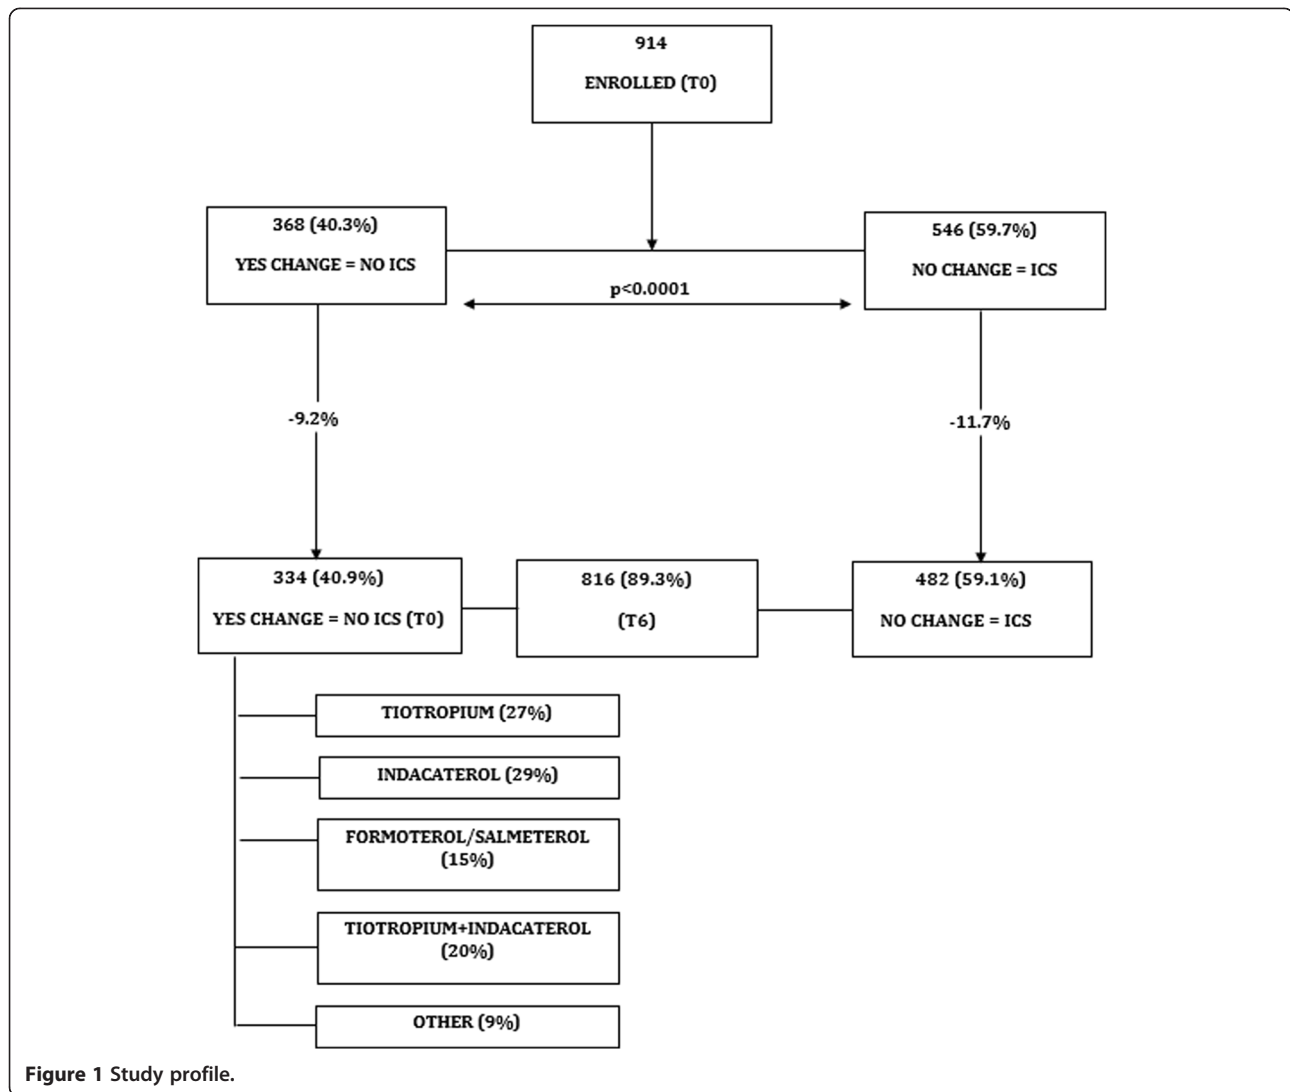 914
ENROLLED (T0)
368 (40.3%)
YES CHANGE = NO ICS
546 (59.7%)
NO CHANGE = ICS
p<0.0001
-9.2%
-11.7%
334 (40.9%)
YES CHANGE = NO ICS (T0)
816 (89.3%)
(T6)
482 (59.1%)
NO CHANGE = ICS
TIOTROPIUM (27%)
INDACATEROL (29%)
FORMOTEROL/SALMETEROL
(15%)
TIOTROPIUM+INDACATEROL
(20%)
OTHER (9%)
Figure 1 Study profile.